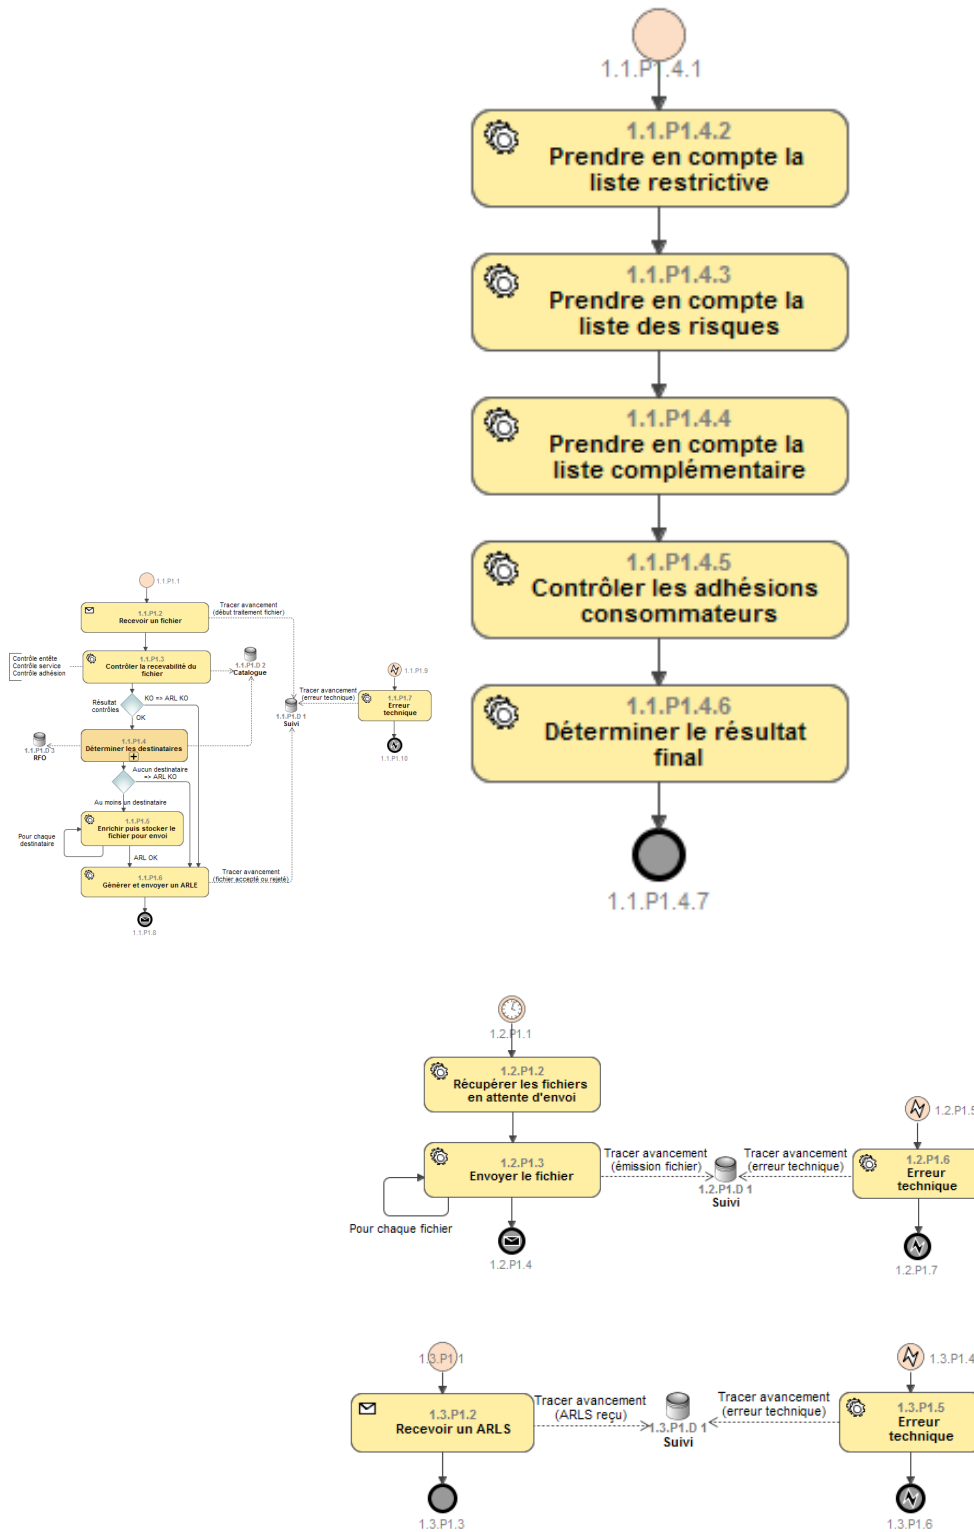 1.1.P1.4.1
1.1.P1.4.2
Prendre en compte la
liste restrictive
1.1.P1.4.3
Prendre en compte la
liste des risques
1.1.P1.4.4
Prendre en compte la
liste complémentaire
1.1.P1.4.5
Contrôler les adhésions
consommateurs
1.1.P1.4.6
Déterminer le résultat
final
1.1.P1.4.7
1.1.P1.1
1.1.P1.2
Recevoir un fichier
Tracer avancement
(début traitement fichier)
Contrôle entête
Contrôle service
Contrôle adhésion
1.1.P1.3
Contrôler la recevabilité du
fichier
1.1.P1.D 2
Catalogue
Résultat
contrôles
KO => ARL KO
OK
1.1.P1.9
Tracer avancement
(erreur technique)
1.1.P1.7
Erreur
technique
1.1.P1.D 1
Suivi
1.1.P1.10
1.1.P1.4
Déterminer les destinataires
1.1.P1.D 3
RFO
Aucun destinataire
=> ARL KO
Au moins un destinataire
1.1.P1.5
Enrichir puis stocker le
fichier pour envoi
Pour chaque
destinataire
ARL OK
1.1.P1.6
Générer et envoyer un ARLE
Tracer avancement
(fichier accepté ou rejeté)
1.1.P1.8
1.2.P1.1
1.2.P1.2
Récupérer les fichiers
en attente d'envoi
1.2.P1.3
Envoyer le fichier
Pour chaque fichier
1.2.P1.4
Tracer avancement
(émission fichier)
1.2.P1.D 1
Suivi
Tracer avancement
(erreur technique)
1.2.P1.5
1.2.P1.6
Erreur
technique
1.2.P1.7
1.3.P1.1
1.3.P1.2
Recevoir un ARLS
1.3.P1.3
Tracer avancement
(ARLS reçu)
1.3.P1.D 1
Suivi
Tracer avancement
(erreur technique)
1.3.P1.4
1.3.P1.5
Erreur
technique
1.3.P1.6